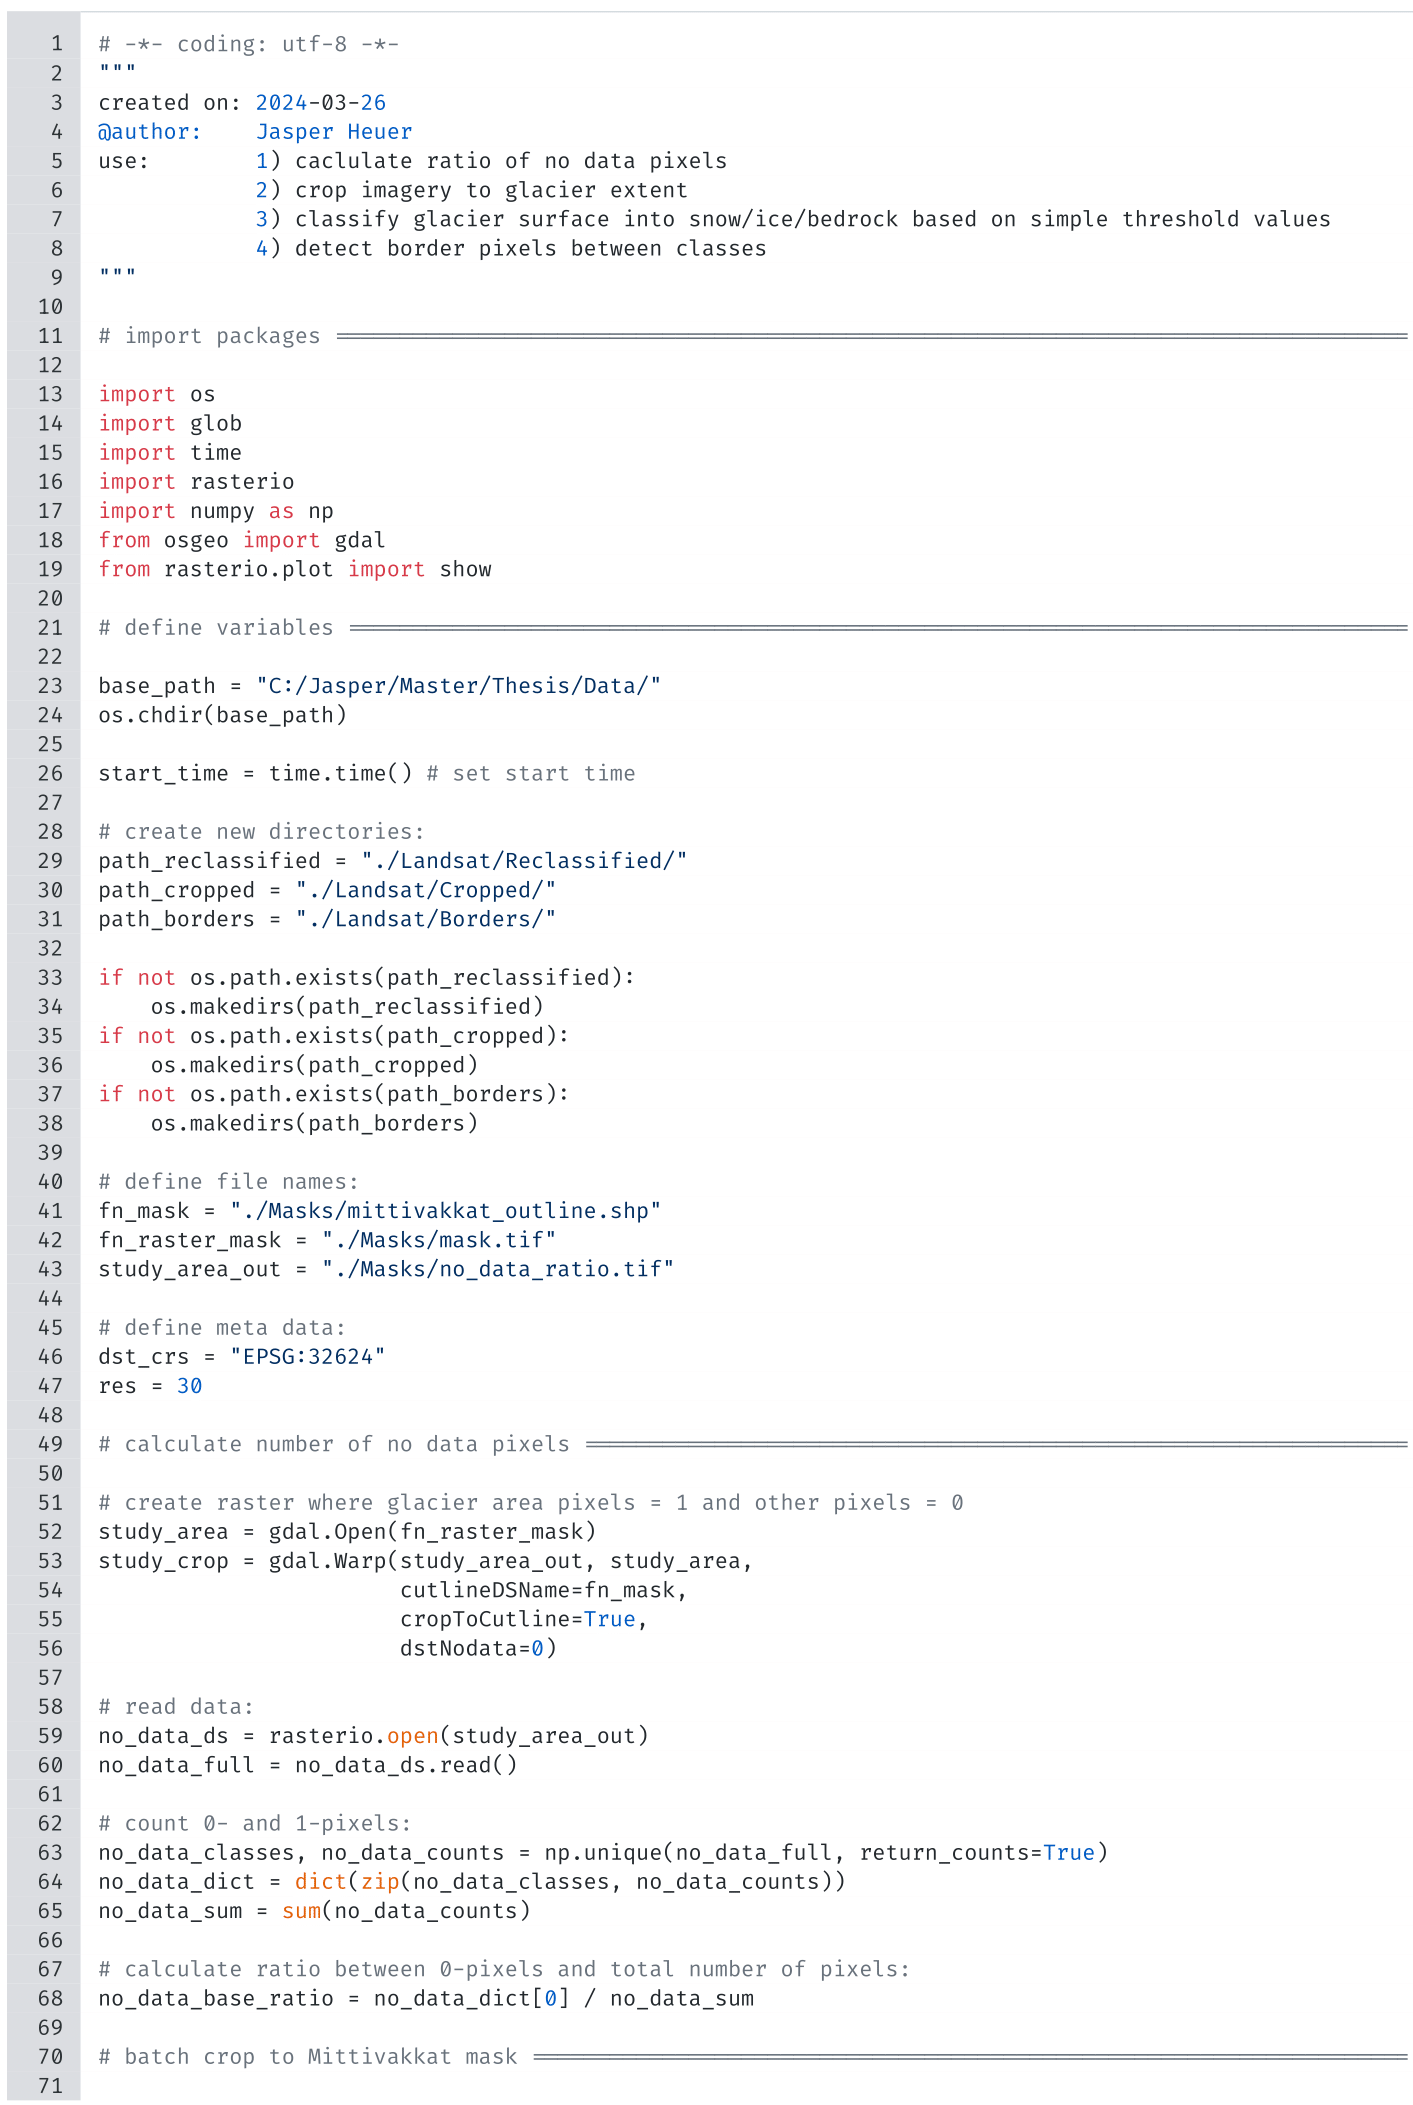 1 # -*- coding: utf-8 -*-
2 """
3 created on: 2024-03-26
4 @author:    Jasper Heuer
5 use:        1) caclulate ratio of no data pixels
6             2) crop imagery to glacier extent
7             3) classify glacier surface into snow/ice/bedrock based on simple threshold values
8             4) detect border pixels between classes
9 """
10
11 # import packages ==================================================================================
12
13 import os
14 import glob
15 import time
16 import rasterio
17 import numpy as np
18 from osgeo import gdal
19 from rasterio.plot import show
20
21 # define variables =================================================================================
22
23 base_path = "C:/Jasper/Master/Thesis/Data/"
24 os.chdir(base_path)
25
26 start_time = time.time() # set start time
27
28 # create new directories:
29 path_reclassified = "./Landsat/Reclassified/"
30 path_cropped = "./Landsat/Cropped/"
31 path_borders = "./Landsat/Borders/"
32
33 if not os.path.exists(path_reclassified):
34     os.makedirs(path_reclassified)
35 if not os.path.exists(path_cropped):
36     os.makedirs(path_cropped)
37 if not os.path.exists(path_borders):
38     os.makedirs(path_borders)
39
40 # define file names:
41 fn_mask = "./Masks/mittivakkat_outline.shp"
42 fn_raster_mask = "./Masks/mask.tif"
43 study_area_out = "./Masks/no_data_ratio.tif"
44
45 # define meta data:
46 dst_crs = "EPSG:32624"
47 res = 30
48
49 # calculate number of no data pixels ===============================================================
50
51 # create raster where glacier area pixels = 1 and other pixels = 0
52 study_area = gdal.Open(fn_raster_mask)
53 study_crop = gdal.Warp(study_area_out, study_area,
54                        cutlineDSName=fn_mask,
55                        cropToCutline=True,
56                        dstNodata=0)
57
58 # read data:
59 no_data_ds = rasterio.open(study_area_out)
60 no_data_full = no_data_ds.read()
61
62 # count 0- and 1-pixels:
63 no_data_classes, no_data_counts = np.unique(no_data_full, return_counts=True)
64 no_data_dict = dict(zip(no_data_classes, no_data_counts))
65 no_data_sum = sum(no_data_counts)
66
67 # calculate ratio between 0-pixels and total number of pixels:
68 no_data_base_ratio = no_data_dict[0] / no_data_sum
69
70 # batch crop to Mittivakkat mask ===================================================================
71